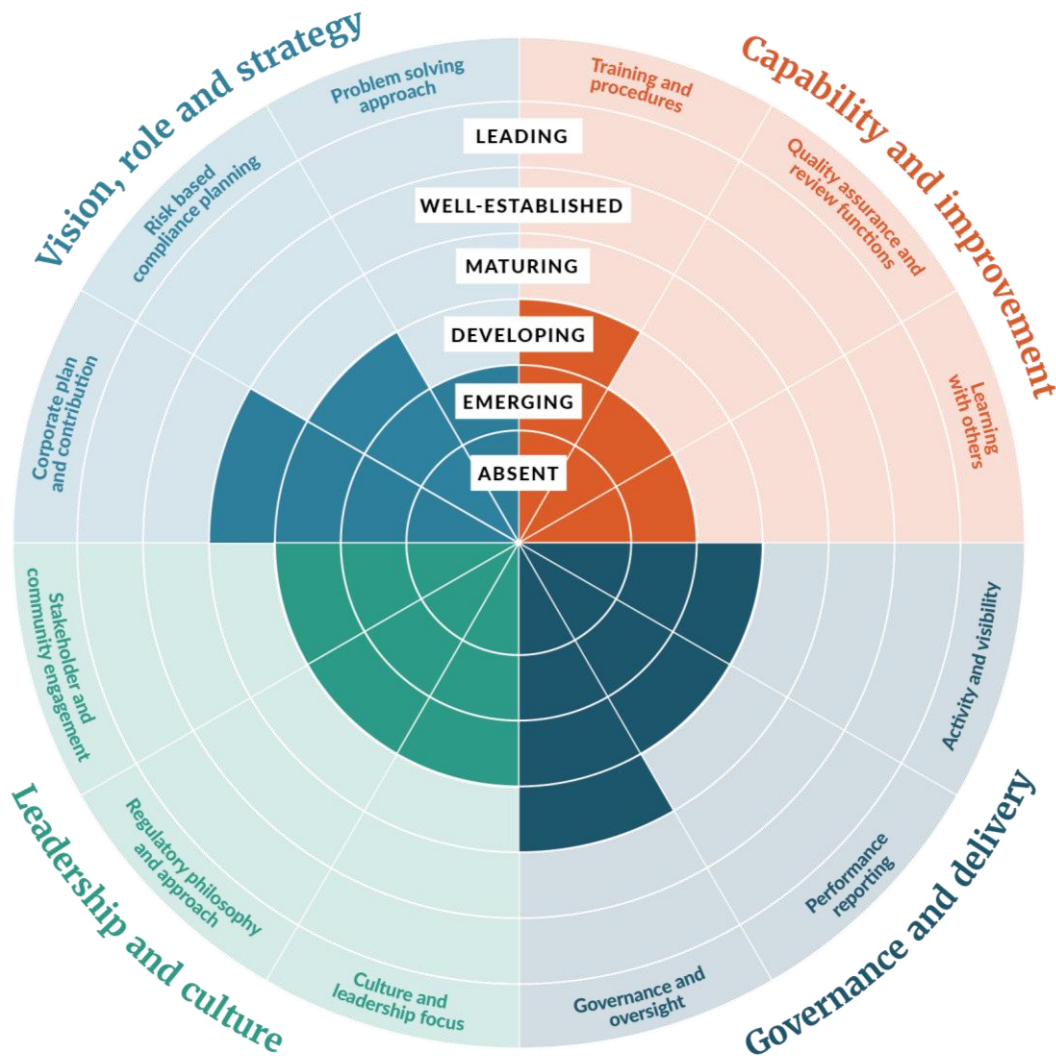 Vision, role and strategy
Problem solving
approach
Risk based
compliance planning
Corporate plan
and contribution
Capability and improvement
Training and
procedures
Quality assurance and
review functions
Learning
with others
LEADING
WELL-ESTABLISHED
MATURING
DEVELOPING
EMERGING
ABSENT
Leadership and culture
Stakeholder and
community engagement
Regulatory philosophy
and approach
Culture and
leadership focus
Governance and delivery
Activity and visibility
Performance
reporting
Governance and
oversight